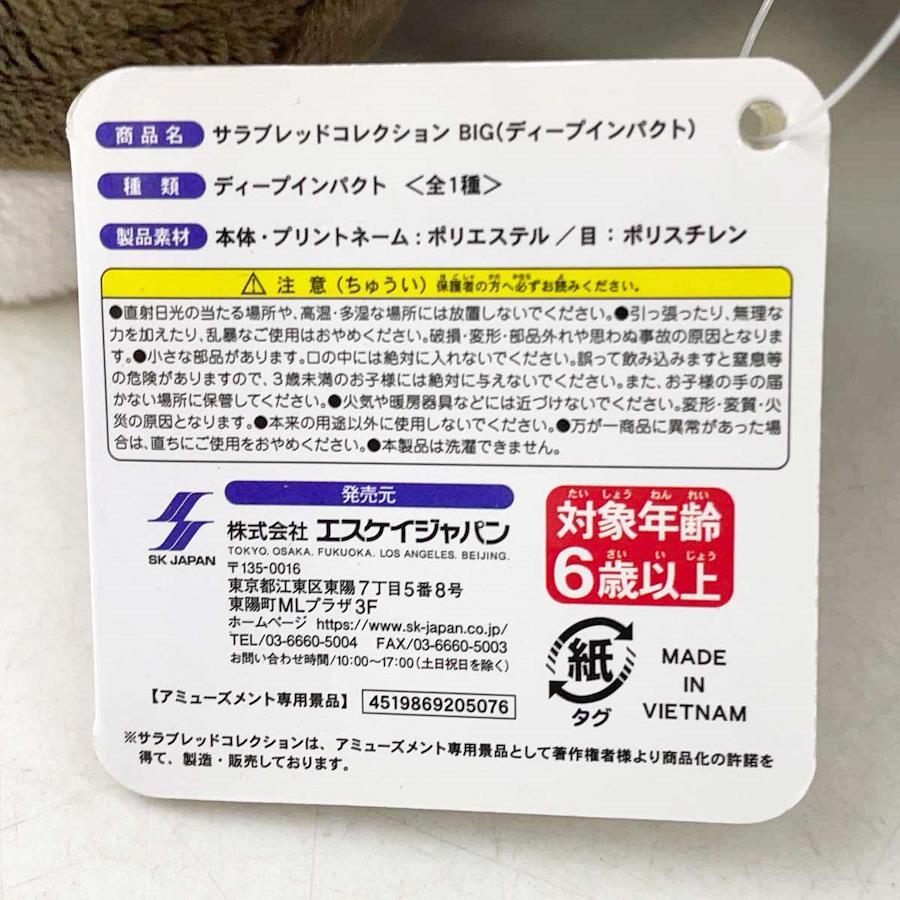 商品名 サラブレッドコレクション BIG(ディープインパクト)
種類 ディープインパクト <全1種>
製品素材 本体・プリントネーム:ポリエステル/目:ポリスチレン
注意(ちゅうい) 保護者の方へ必ずお読みください。
ほごしゃ かた かなら よ
●直射日光の当たる場所や、高温・多湿な場所には放置しないでください。●引っ張ったり、無理な
力を加えたり、乱暴なご使用はおやめください。破損・変形・部品外れや思わぬ事故の原因となりま
す。●小さな部品があります。口の中には絶対に入れないでください。誤って飲み込みますと窒息等
の危険がありますので、3歳未満のお子様には絶対に与えないでください。また、お子様の手の届
かない場所に保管してください。●火気や暖房器具などには近づけないでください。変形・変質・火
災の原因となります。●本来の用途以外に使用しないでください。●万が一商品に異常があった場
合は、直ちにご使用をおやめください。●本製品は洗濯できません。
SK JAPAN
発売元
株式会社 エスケイジャパン
TOKYO. OSAKA. FUKUOKA. LOS ANGELES. BEIJING.
〒135-0016
東京都江東区東陽7丁目5番8号
東陽町MLプラザ3F
ホームページ https://www.sk-japan.co.jp/
TEL/03-6660-5004 FAX/03-6660-5003
お問い合わせ時間/10:00〜17:00(土日祝日を除く)
たいしょうねんれい
対象年齢
さい い じょう
6歳以上
紙
タグ
MADE
IN
VIETNAM
【アミューズメント専用景品】 4519869205076
※サラブレッドコレクションは、アミューズメント専用景品として著作権者様より商品化の許諾を
得て、製造・販売しております。